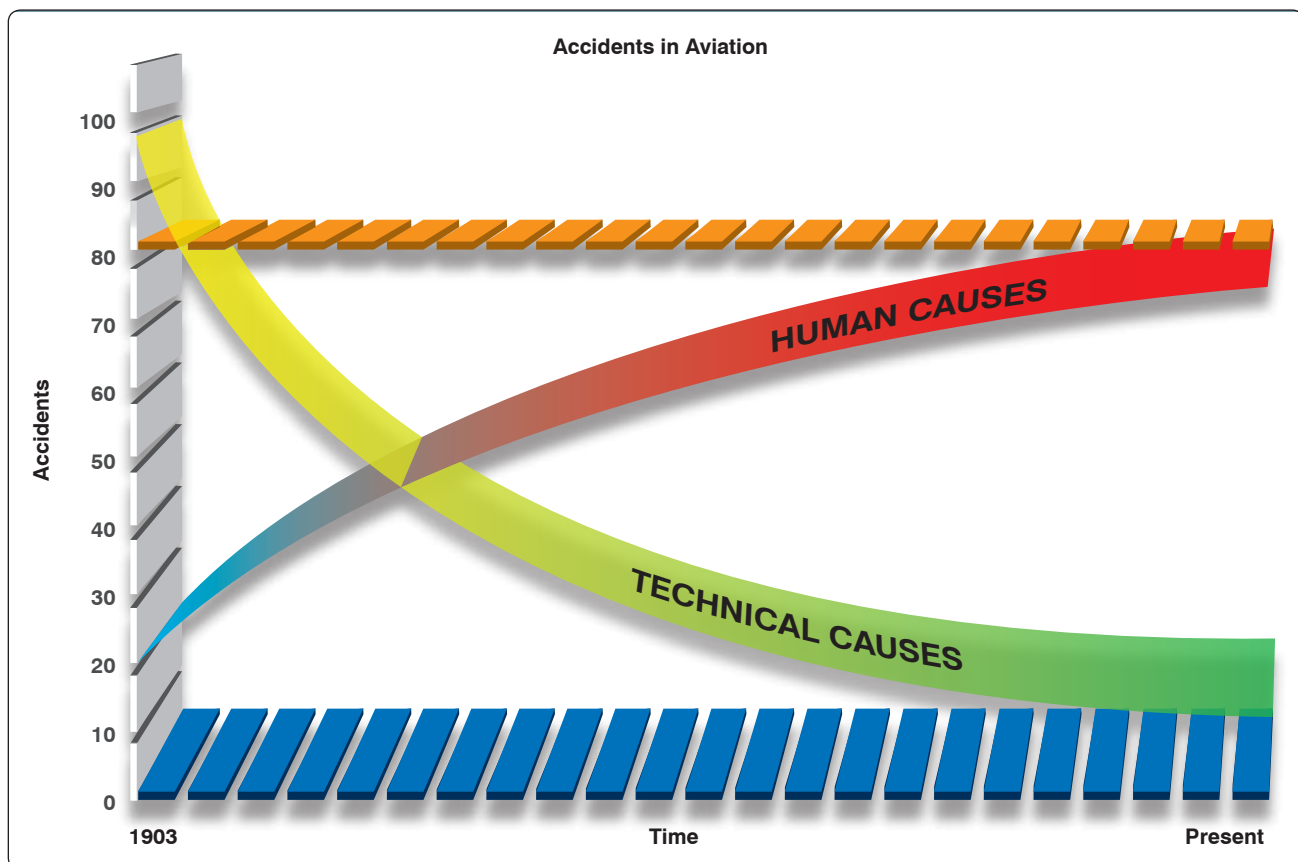 Accidents in Aviation
100
90
80
70
60
50
40
30
20
10
0
Accidents
HUMAN CAUSES
TECHNICAL CAUSES
1903 Time Present